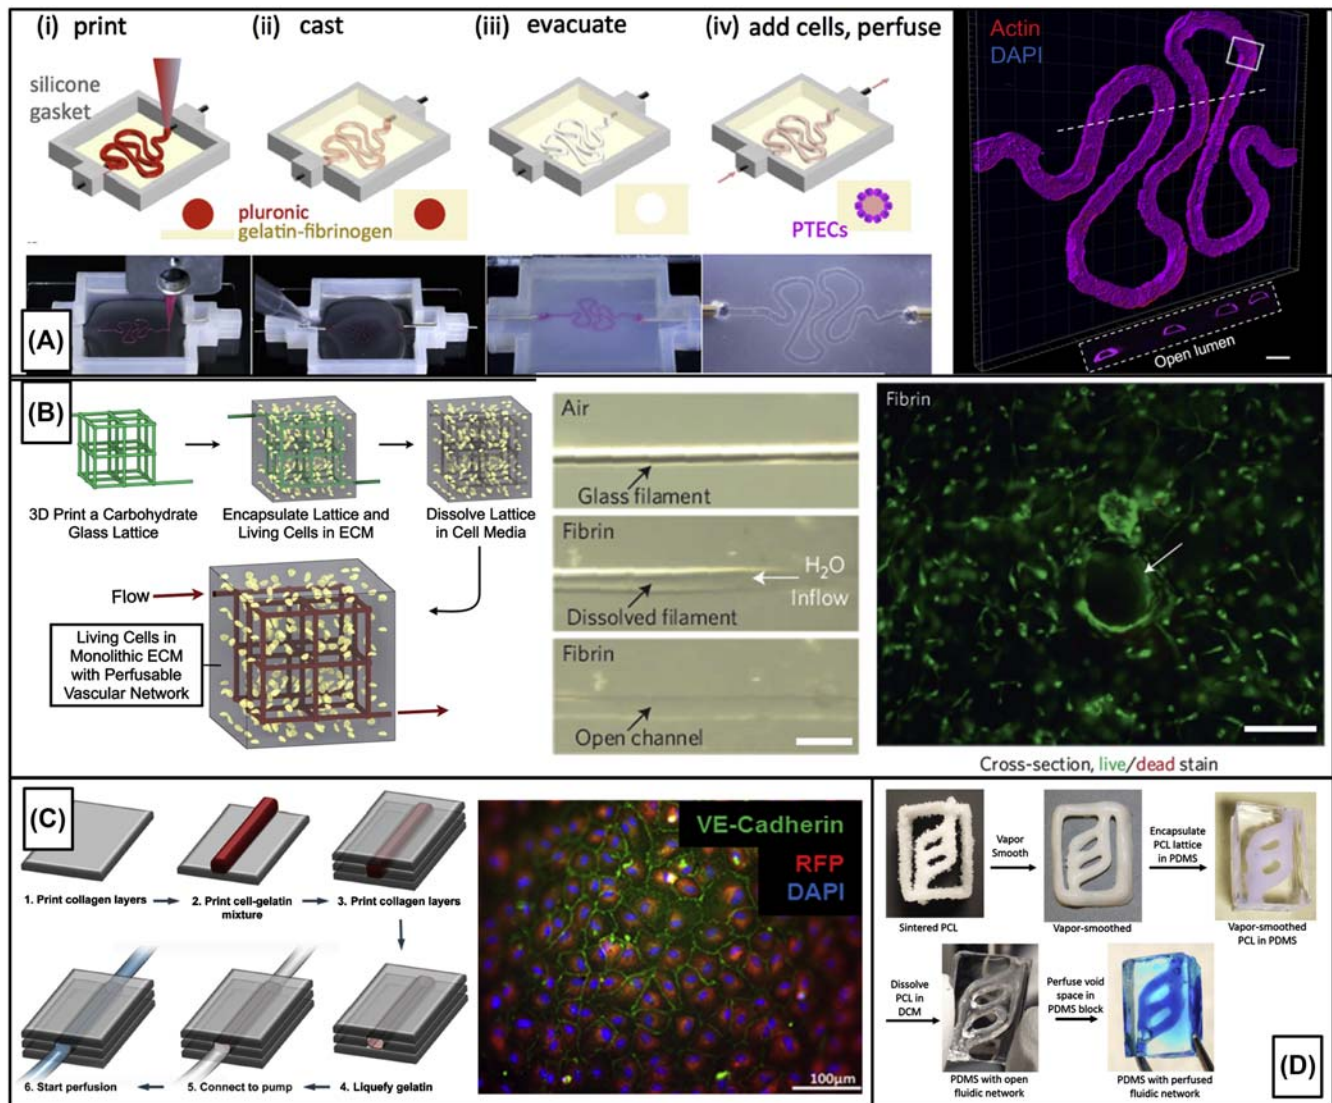 (i) print
(ii) cast
(iii) evacuate
(iv) add cells, perfuse
silicone
gasket
pluronic
gelatin-fibrinogen
PTECs
Actin
DAPI
Open lumen
(A)
(B)
3D Print a Carbohydrate
Glass Lattice
Encapsulate Lattice and
Living Cells in ECM
Dissolve Lattice
in Cell Media
Flow
Living Cells in
Monolithic ECM
with Perfusable
Vascular Network
Air
Glass filament
Fibrin
H₂O
Inflow
Dissolved filament
Fibrin
Open channel
Fibrin
Cross-section, live/dead stain
(C)
1. Print collagen layers
2. Print cell-gelatin
mixture
3. Print collagen layers
6. Start perfusion
5. Connect to pump
4. Liquefy gelatin
VE-Cadherin
RFP
DAPI
100µm
Sintered PCL
Vapor
Smooth
Vapor-smoothed
Encapsulate
PCL lattice
in PDMS
Vapor-smoothed
PCL in PDMS
Dissolve
PCL in
DCM
PDMS with open
fluidic network
Perfuse void
space in
PDMS block
PDMS with perfused
fluidic network
(D)